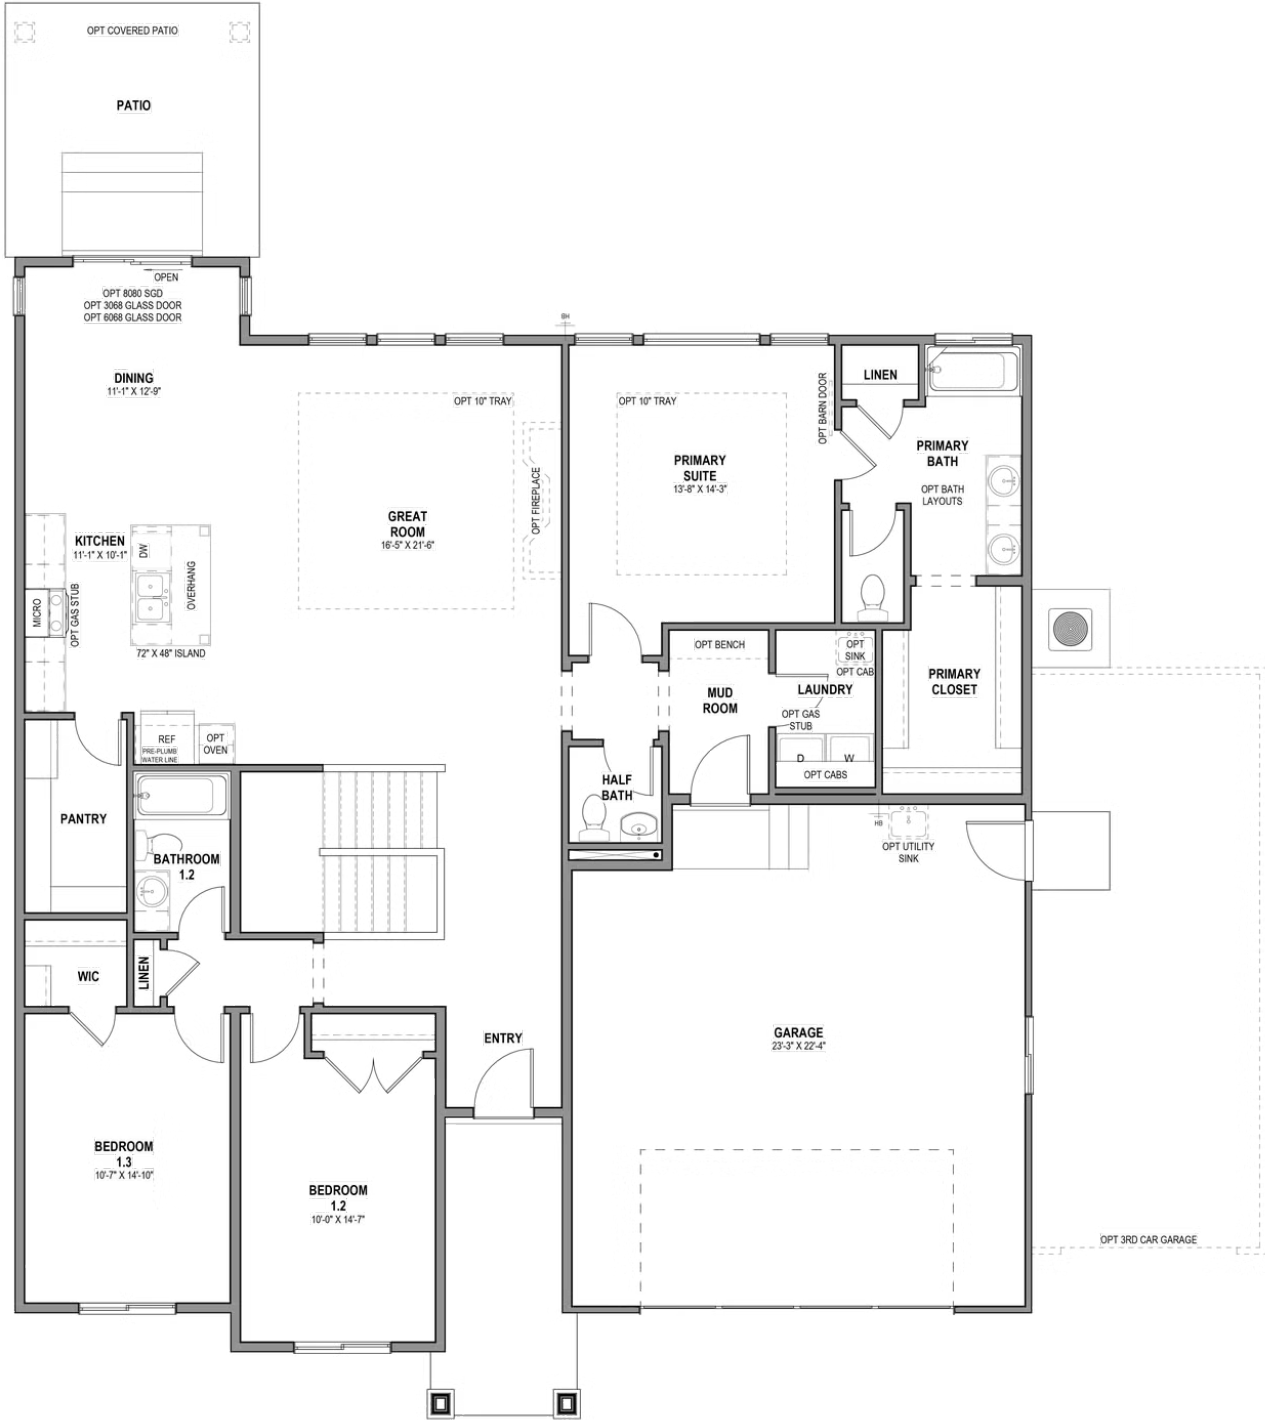 OPT COVERED PATIO
PATIO
OPEN
OPT 8080 SGD
OPT 3068 GLASS DOOR
OPT 6068 GLASS DOOR
DINING
11'-1" X 12'-9"
OPT 10" TRAY
GREAT
ROOM
16'-5" X 21'-6"
OPT FIREPLACE
OPT 10" TRAY
PRIMARY
SUITE
13'-8" X 14'-3"
OPT BARN DOOR
LINEN
PRIMARY
BATH
OPT BATH
LAYOUTS
KITCHEN
11'-1" X 10'-1"
DW
OVERHANG
MICRO
OPT GAS STUB
72" X 48" ISLAND
REF
PRE-PLUMB
WATER LINE
OPT
OVEN
PANTRY
BATHROOM
1.2
WIC
LINEN
OPT BENCH
MUD
ROOM
OPT
SINK
OPT CAB
LAUNDRY
OPT GAS
STUB
D
W
OPT CABS
PRIMARY
CLOSET
HALF
BATH
HB
OPT UTILITY
SINK
ENTRY
GARAGE
23'-3" X 22'-4"
BEDROOM
1.3
10'-7" X 14'-10"
BEDROOM
1.2
10'-0" X 14'-7"
OPT 3RD CAR GARAGE